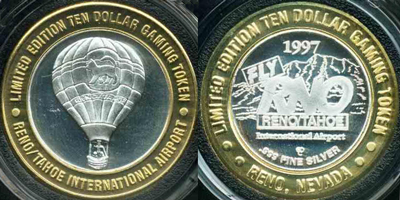 LIMITED EDITION TEN DOLLAR GAMING TOKEN
RENO/TAHOE INTERNATIONAL AIRPORT
LIMITED EDITION TEN DOLLAR GAMING TOKEN
1997
FLY
RNO
RENO/TAHOE
International Airport
.999 FINE SILVER
RENO, NEVADA